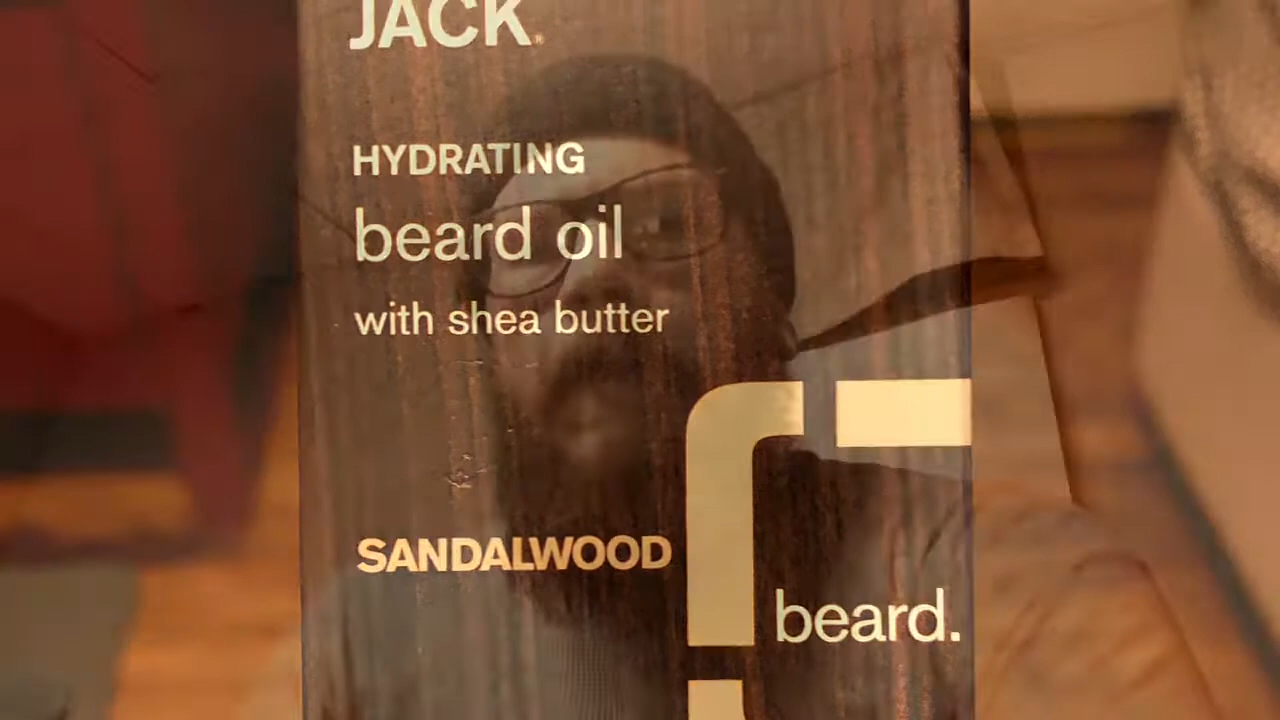 JACK
HYDRATING
beard oil
with shea butter
SANDALWOOD
beard.